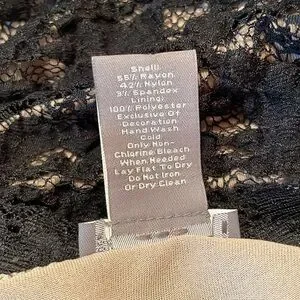 Shell:
55% Rayon
42% Nylon
3% Spandex
Lining:
100% Polyester
Exclusive Of
Decoration
Hand Wash
Cold
Only Non-
Chlorine Bleach
When Needed
Lay Flat To Dry
Do Not Iron
Or Dry Clean